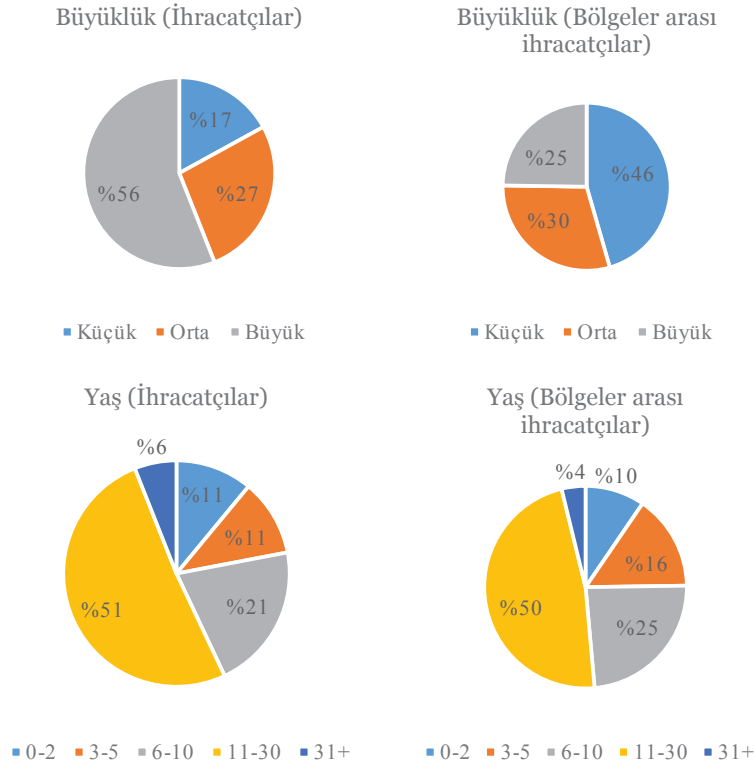 Büyüklük (İhracatçılar)
%17
%27
%56
Küçük Orta Büyük
Büyüklük (Bölgeler arası
ihracatçılar)
%46
%30
%25
Küçük Orta Büyük
Yaş (İhracatçılar)
%6
%11
%11
%21
%51
0-2 3-5 6-10 11-30 31+
Yaş (Bölgeler arası
ihracatçılar)
%4
%10
%16
%25
%50
0-2 3-5 6-10 11-30 31+